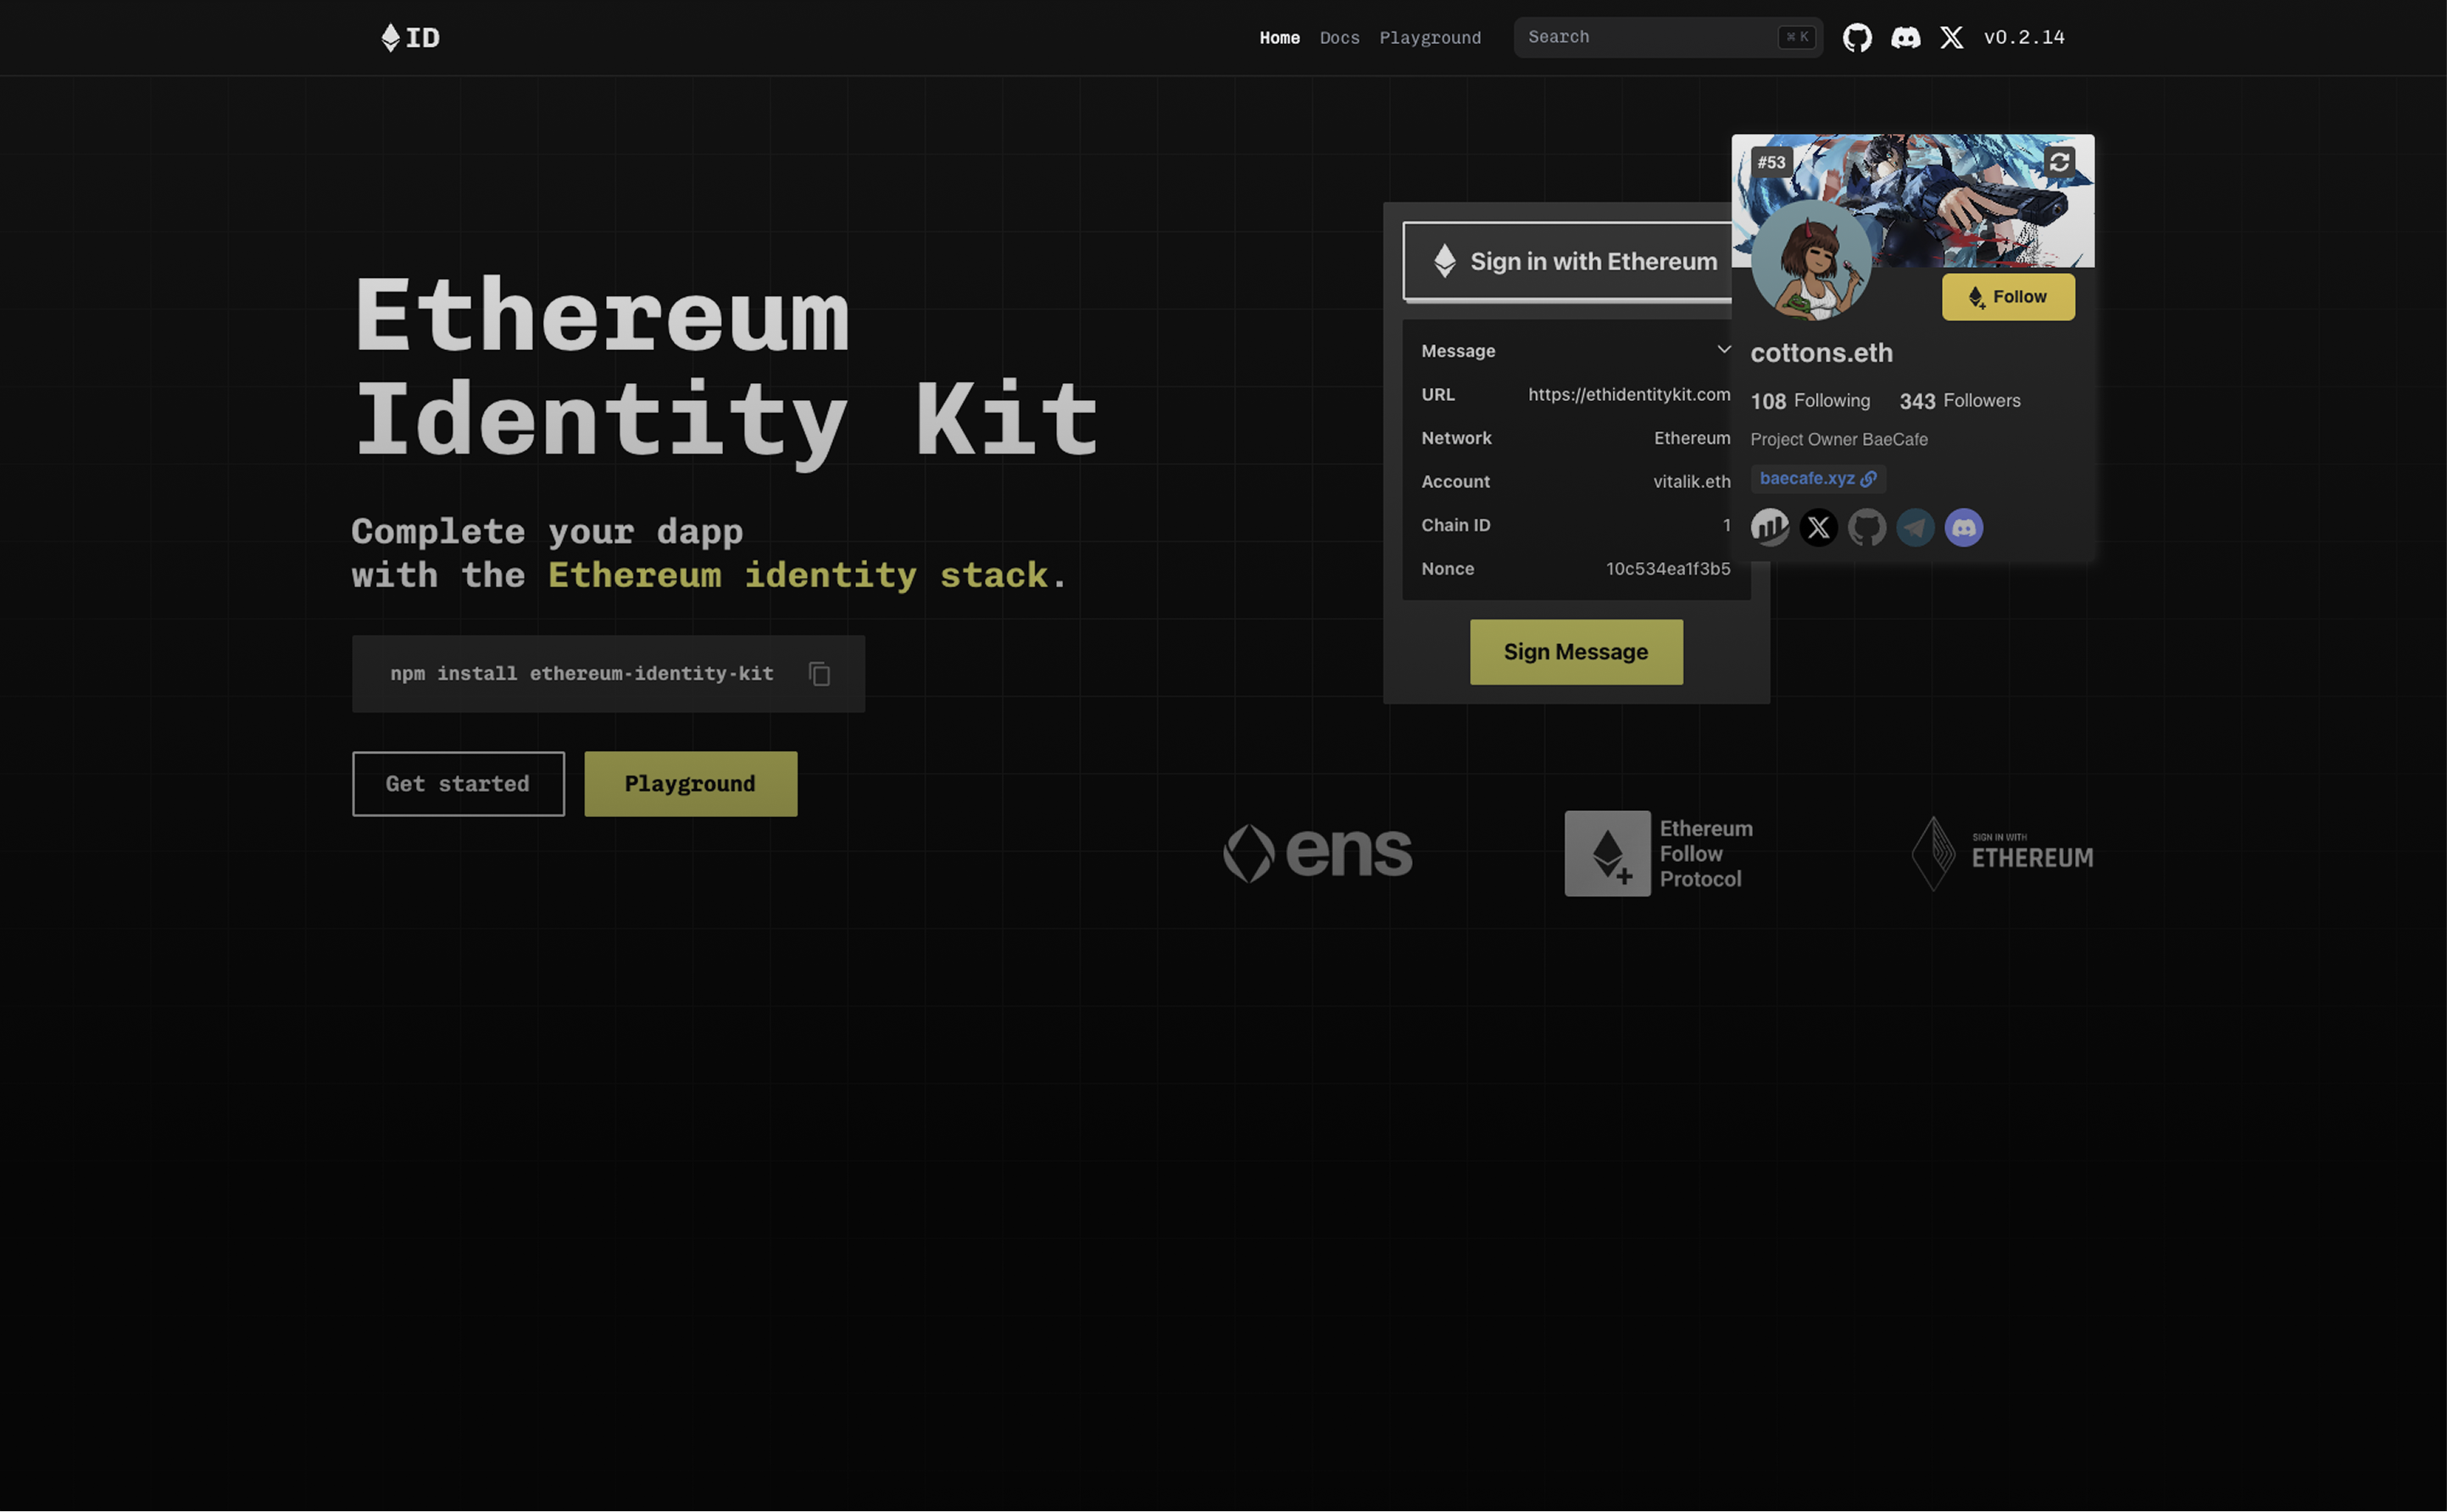 ID
Home Docs Playground Search ⌘ K v0.2.14
Ethereum
Identity Kit
Complete your dapp
with the Ethereum identity stack.
npm install ethereum-identity-kit
Get started Playground
Sign in with Ethereum
Message
URL https://ethidentitykit.com
Network Ethereum
Account vitalik.eth
Chain ID 1
Nonce 10c534ea1f3b5
Sign Message
#53
Follow
cottons.eth
108 Following 343 Followers
Project Owner BaeCafe
baecafe.xyz
ens
Ethereum
Follow
Protocol
SIGN IN WITH
ETHEREUM